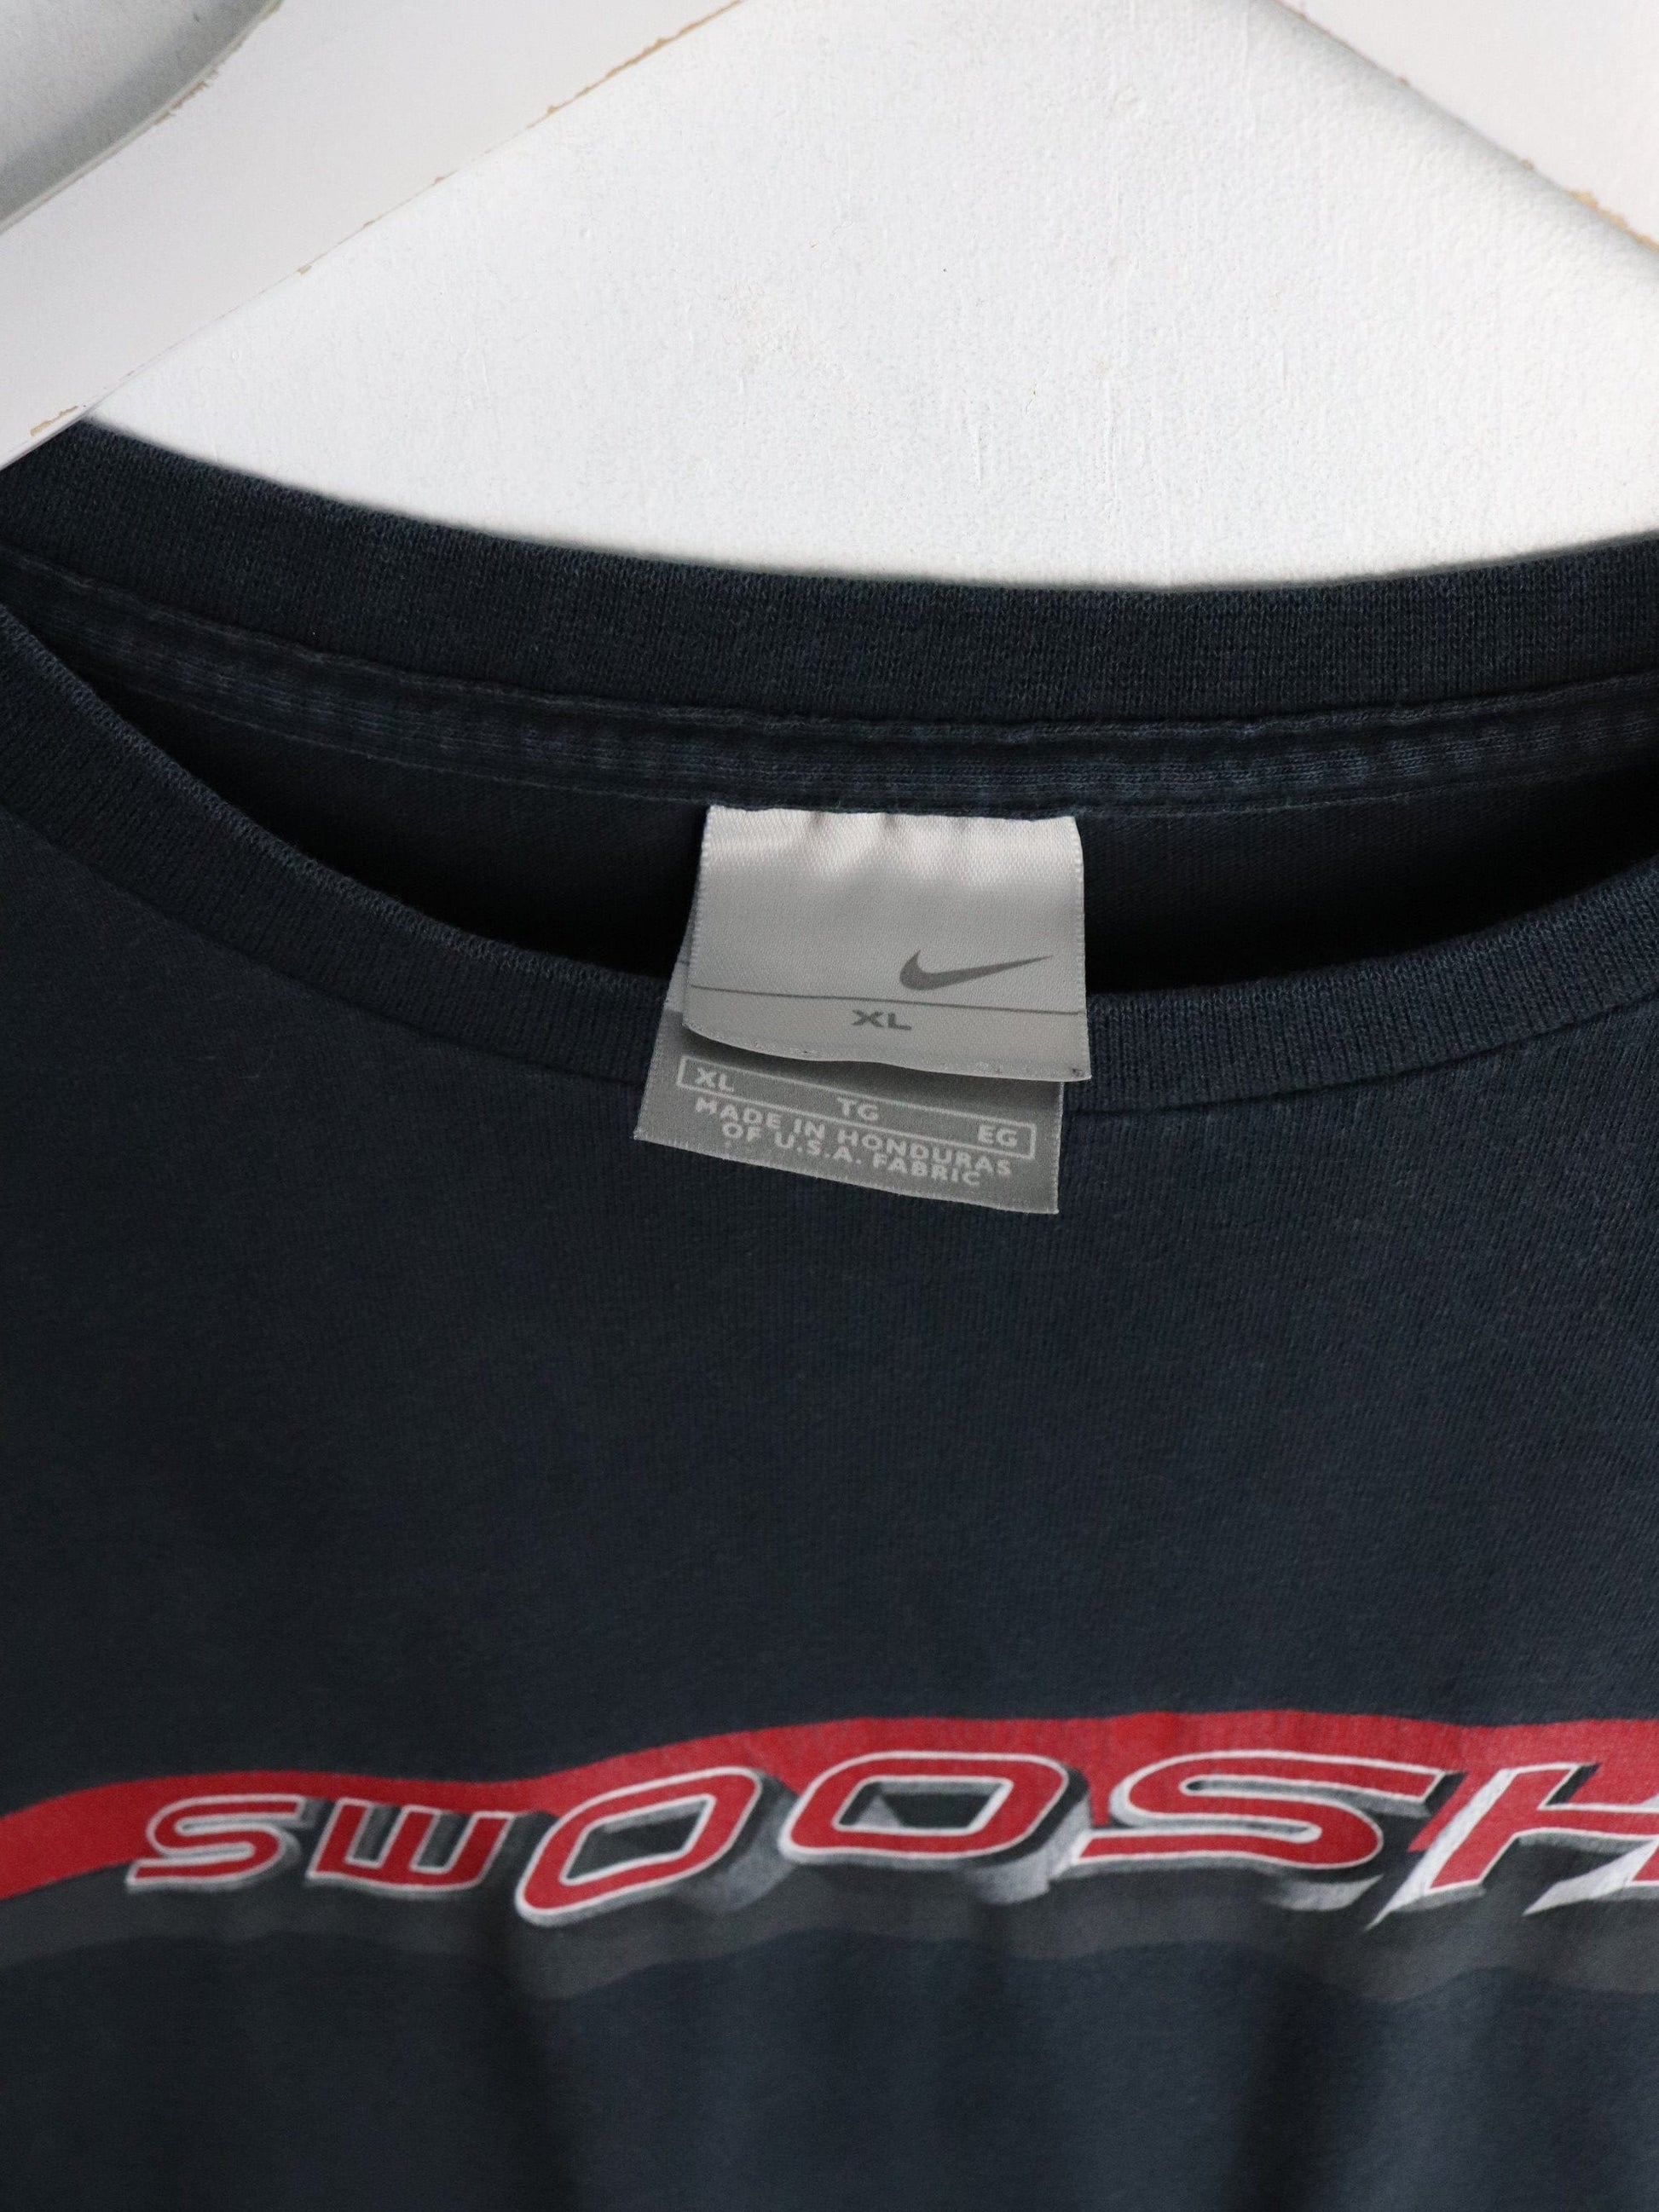 XL
XL TG EG
MADE IN HONDURAS
OF U.S.A. FABRIC
SWOOSH